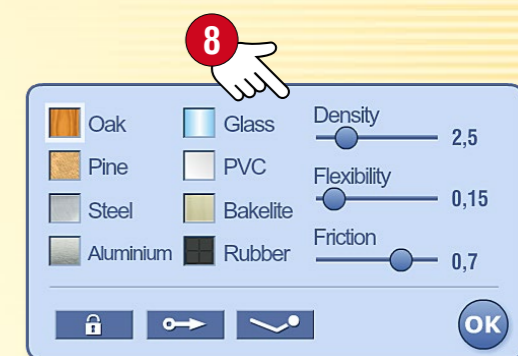 8
Oak
Pine
Steel
Aluminium
Glass
PVC
Bakelite
Rubber
Density
2,5
Flexibility
0,15
Friction
0,7
OK